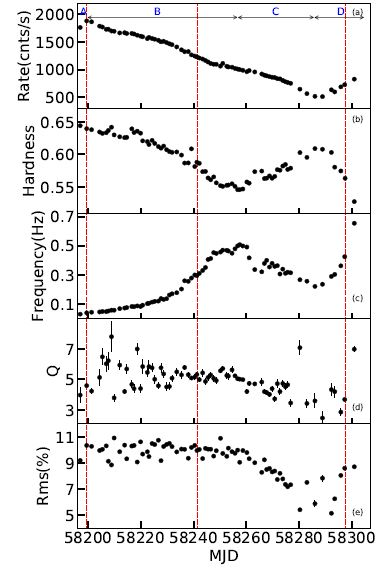 A B C D (a)
2000
1500
1000
500
Rate(cnts/s)
(b)
0.65
0.60
0.55
Hardness
0.7
0.5
0.3
0.1
Frequency(Hz)
(c)
7
5
3
Q
(d)
11
9
7
5
Rms(%)
(e)
58200 58220 58240 58260 58280 58300
MJD